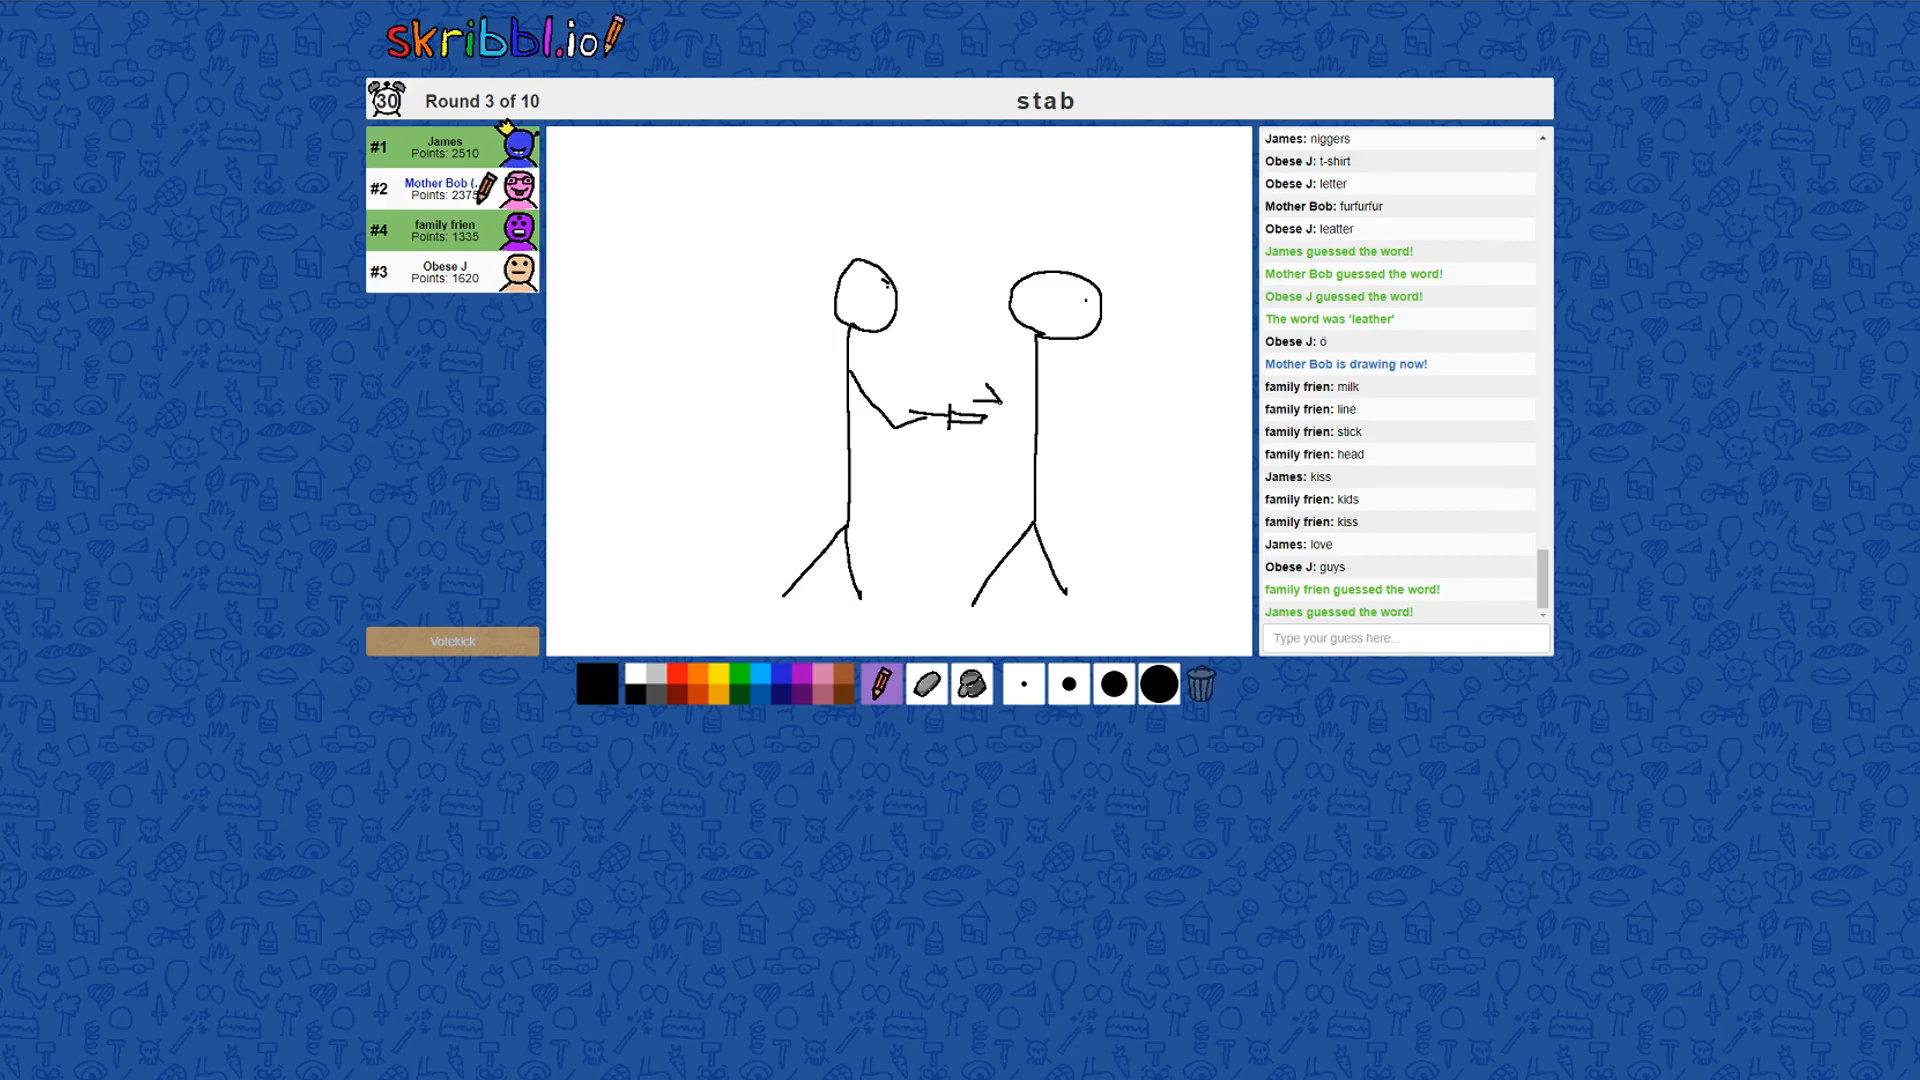 skribbl.io
30
Round 3 of 10
stab
#1
James
Points: 2510
#2
Mother Bob (.
Points: 2375
#4
family frien
Points: 1335
#3
Obese J
Points: 1620
Votekick
James: niggers
Obese J: t-shirt
Obese J: letter
Mother Bob: furfurfur
Obese J: leatter
James guessed the word!
Mother Bob guessed the word!
Obese J guessed the word!
The word was 'leather'
Obese J: ö
Mother Bob is drawing now!
family frien: milk
family frien: line
family frien: stick
family frien: head
James: kiss
family frien: kids
family frien: kiss
James: love
Obese J: guys
family frien guessed the word!
James guessed the word!
Type your guess here...